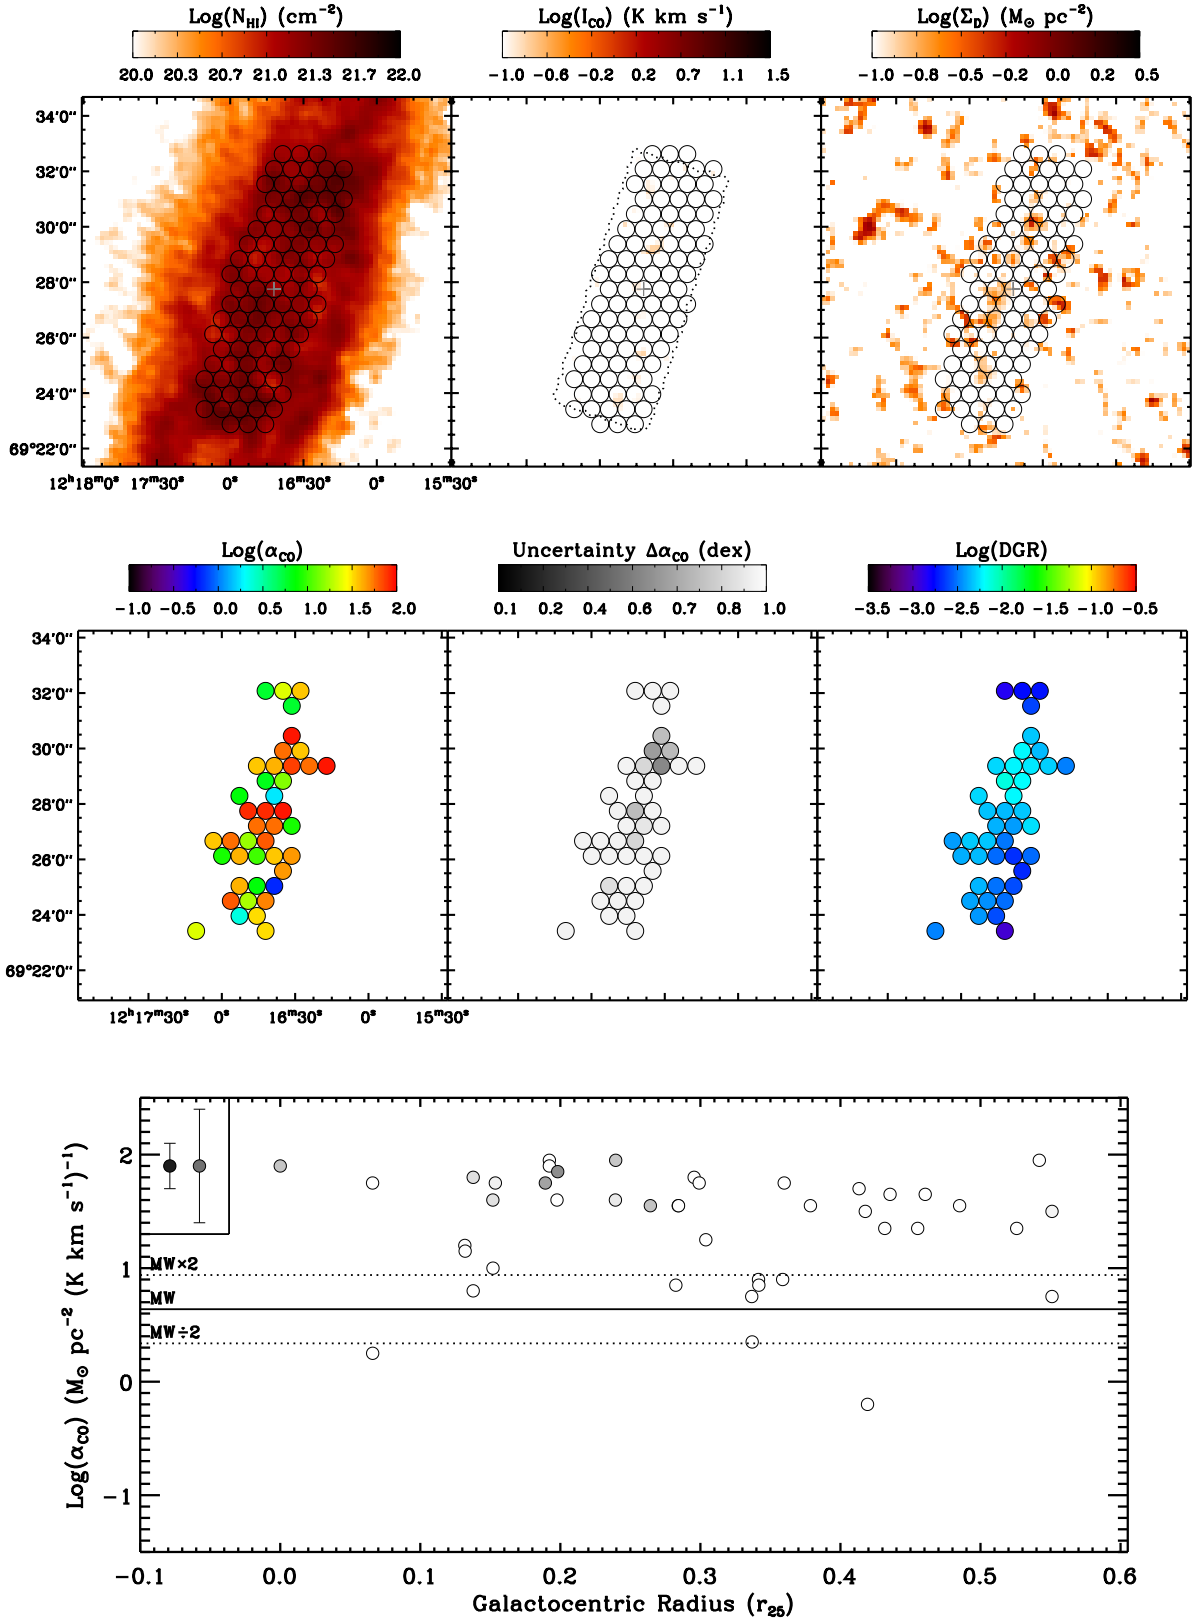 Log(N_HI) (cm⁻²) Log(I_CO) (K km s⁻¹) Log(Σ_D) (M⊙ pc⁻²)
20.0 20.3 20.7 21.0 21.3 21.7 22.0 -1.0 -0.6 -0.2 0.2 0.7 1.1 1.5 -1.0 -0.8 -0.5 -0.2 0.0 0.2 0.5
34'0"
32'0"
30'0"
28'0"
26'0"
24'0"
69°22'0"
12ʰ18ᵐ0ˢ 17ᵐ30ˢ 0ˢ 16ᵐ30ˢ 0ˢ 15ᵐ30ˢ
Log(α_CO) Uncertainty Δα_CO (dex) Log(DGR)
-1.0 -0.5 0.0 0.5 1.0 1.5 2.0 0.1 0.2 0.4 0.6 0.7 0.8 1.0 -3.5 -3.0 -2.5 -2.0 -1.5 -1.0 -0.5
34'0"
32'0"
30'0"
28'0"
26'0"
24'0"
69°22'0"
12ʰ17ᵐ30ˢ 0ˢ 16ᵐ30ˢ 0ˢ 15ᵐ30ˢ
Log(α_CO) (M⊙ pc⁻² (K km s⁻¹)⁻¹)
2
1
0
-1
MW×2
MW
MW÷2
-0.1 0.0 0.1 0.2 0.3 0.4 0.5 0.6
Galactocentric Radius (r₂₅)